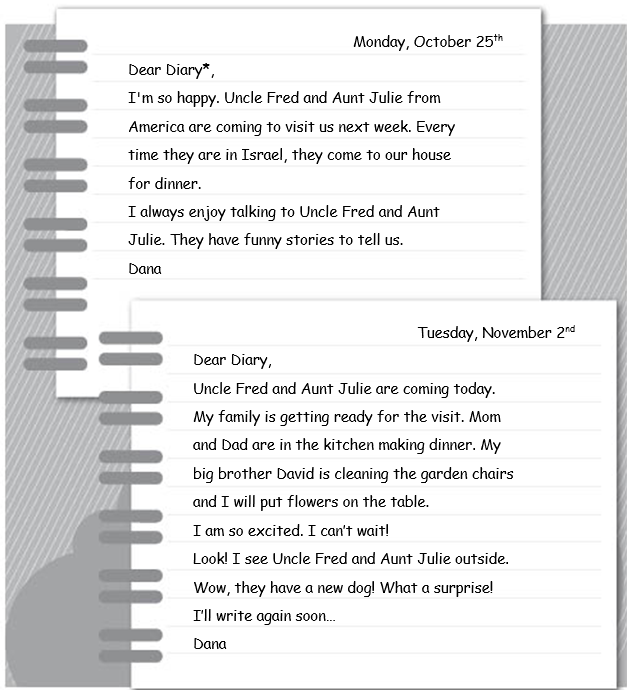 Monday, October 25th
Dear Diary*,
I'm so happy. Uncle Fred and Aunt Julie from
America are coming to visit us next week. Every
time they are in Israel, they come to our house
for dinner.
I always enjoy talking to Uncle Fred and Aunt
Julie. They have funny stories to tell us.
Dana
Tuesday, November 2nd
Dear Diary,
Uncle Fred and Aunt Julie are coming today.
My family is getting ready for the visit. Mom
and Dad are in the kitchen making dinner. My
big brother David is cleaning the garden chairs
and I will put flowers on the table.
I am so excited. I can't wait!
Look! I see Uncle Fred and Aunt Julie outside.
Wow, they have a new dog! What a surprise!
I'll write again soon…
Dana